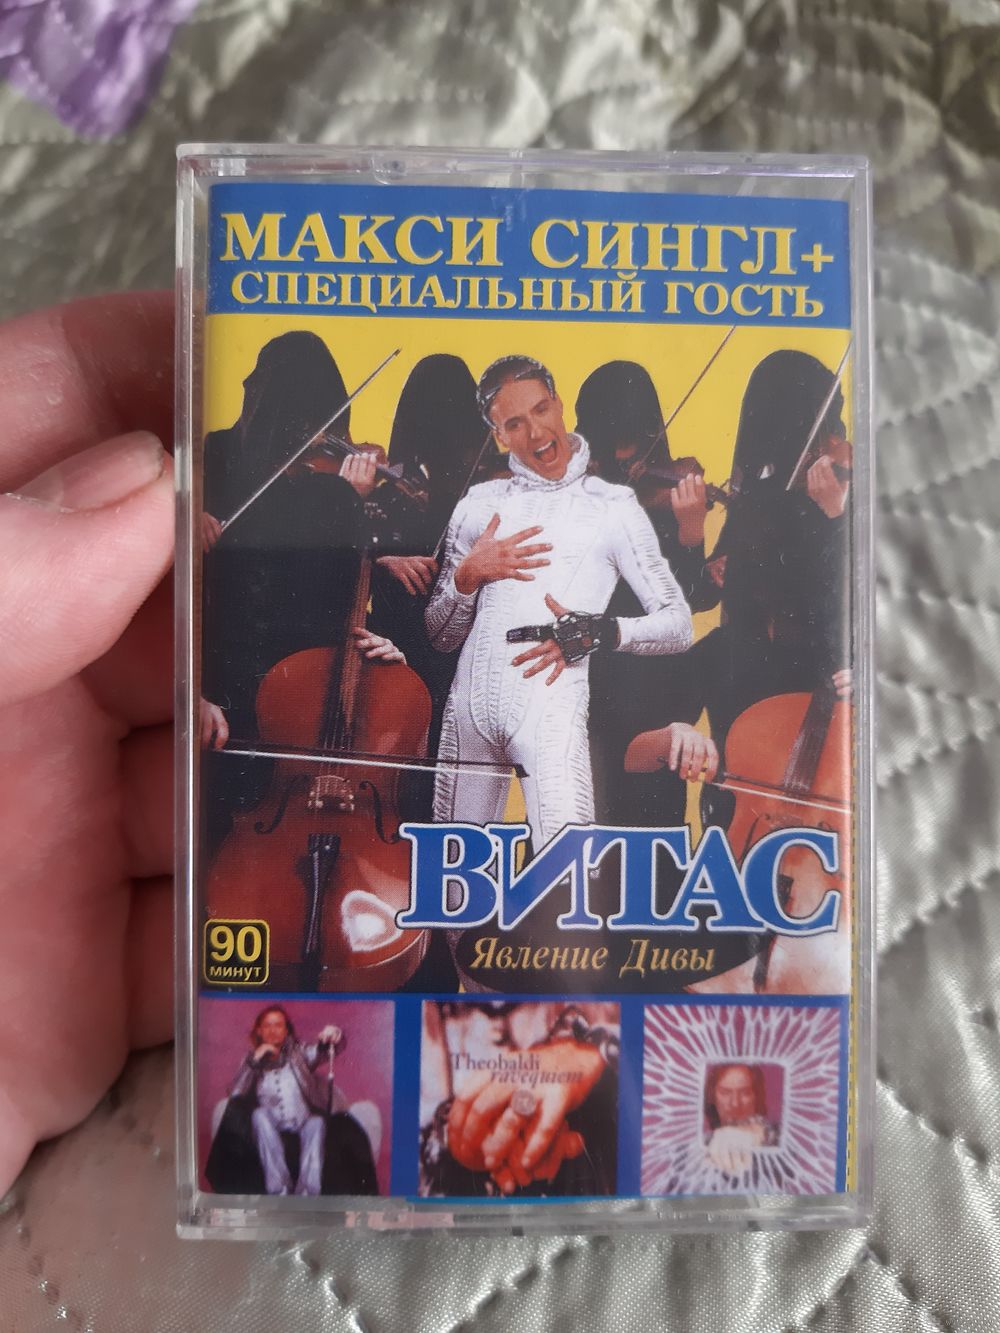 МАКСИ СИНГЛ+
СПЕЦИАЛЬНЫЙ ГОСТЬ
ВИТАС
Явление Дивы
90
МИНУТ
Theobaldi
ravequiem